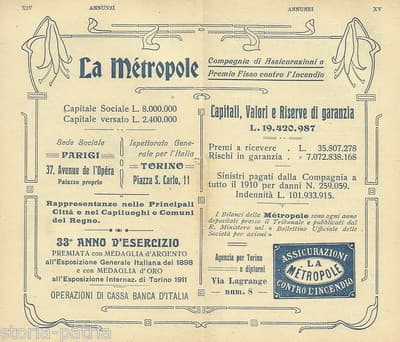 XIV ANNUNZI
ANNUNZI XV
La Métropole
Compagnia di Assicurazioni a
Premio Fisso contro l'Incendio
Capitale Sociale L. 8.000.000
Capitale versato L. 2.400.000
Sede Sociale
PARIGI
37, Avenue de l'Opéra
Palazzo proprio
Ispettorato Gene-
rale per l'Italia
TORINO
Piazza S. Carlo, 11
Rappresentanze nelle Principali
Città e nei Capiluoghi e Comuni
del Regno.
33° ANNO D'ESERCIZIO
PREMIATA con MEDAGLIA d'ARGENTO
all'Esposizione Generale Italiana del 1898
e con MEDAGLIA D'ORO
all'Esposizione Internaz. di Torino 1911
OPERAZIONI DI CASSA BANCA D'ITALIA
Capitali, Valori e Riserve di garanzia
L. 19.420.987
Premi a ricevere L. 35.807.278
Rischi in garanzia » 7.072.838.168
Sinistri pagati dalla Compagnia a
tutto il 1910 per danni N. 259.059.
Indennità L. 101.933.915.
I Bilanci della Métropole sono ogni anno
depositati presso il Tribunale e pubblicati dal
R. Ministero nel « Bollettino Ufficiale delle
Società per azioni »
Agenzia per Torino
e dintorni
Via Lagrange
num. 8
ASSICURAZIONI
LA
MÉTROPOLE
CONTRO L'INCENDIO
storia-patria